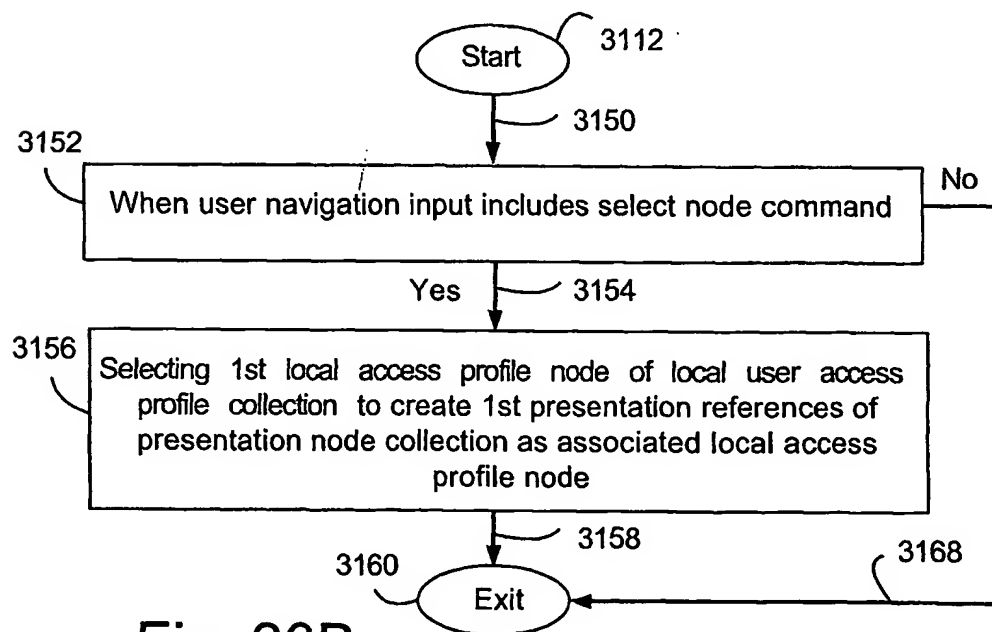 Start
3112
3150
3152
When user navigation input includes select node command
No
Yes
3154
3156
Selecting 1st local access profile node of local user access
profile collection to create 1st presentation references of
presentation node collection as associated local access
profile node
3158
3160
Exit
3168